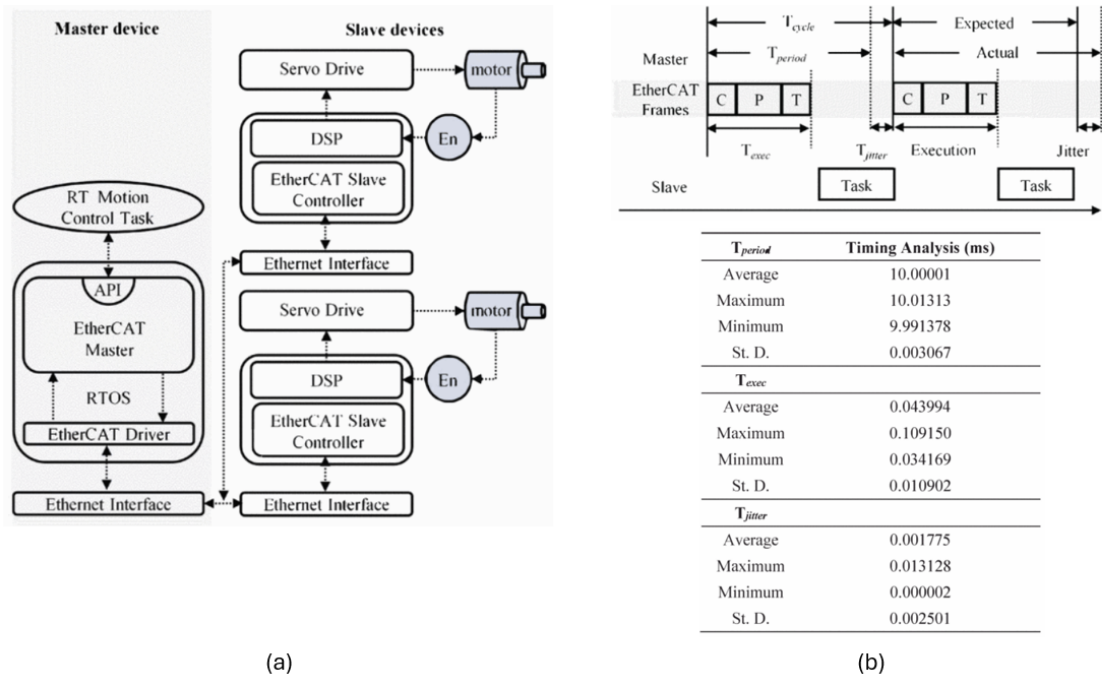 Master device
RT Motion
Control Task
API
EtherCAT
Master
RTOS
EtherCAT Driver
Ethernet Interface
Slave devices
Servo Drive
motor
DSP
En
EtherCAT Slave
Controller
Ethernet Interface
Servo Drive
motor
DSP
En
EtherCAT Slave
Controller
Ethernet Interface
(a)
Tcycle Expected
Master Tperiod Actual
EtherCAT
Frames
C P T C P T
Texec Tjitter Execution Jitter
Slave Task Task
Tperiod Timing Analysis (ms)
Average 10.00001
Maximum 10.01313
Minimum 9.991378
St. D. 0.003067
Texec
Average 0.043994
Maximum 0.109150
Minimum 0.034169
St. D. 0.010902
Tjitter
Average 0.001775
Maximum 0.013128
Minimum 0.000002
St. D. 0.002501
(b)